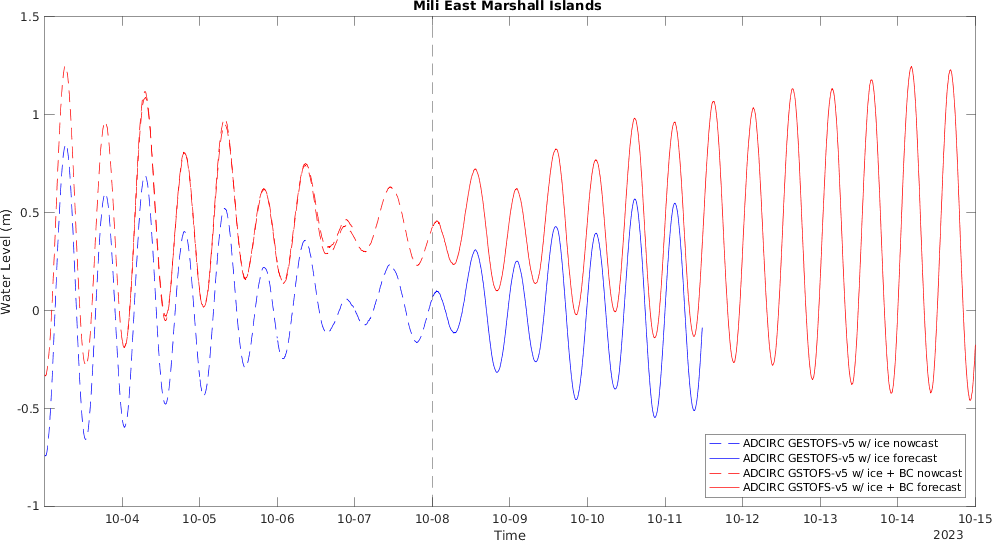 Mili East Marshall Islands
1.5
1
0.5
0
-0.5
-1
Water Level (m)
10-04 10-05 10-06 10-07 10-08 10-09 10-10 10-11 10-12 10-13 10-14 10-15
Time
2023
ADCIRC GESTOFS-v5 w/ ice nowcast
ADCIRC GESTOFS-v5 w/ ice forecast
ADCIRC GSTOFS-v5 w/ ice + BC nowcast
ADCIRC GSTOFS-v5 w/ ice + BC forecast